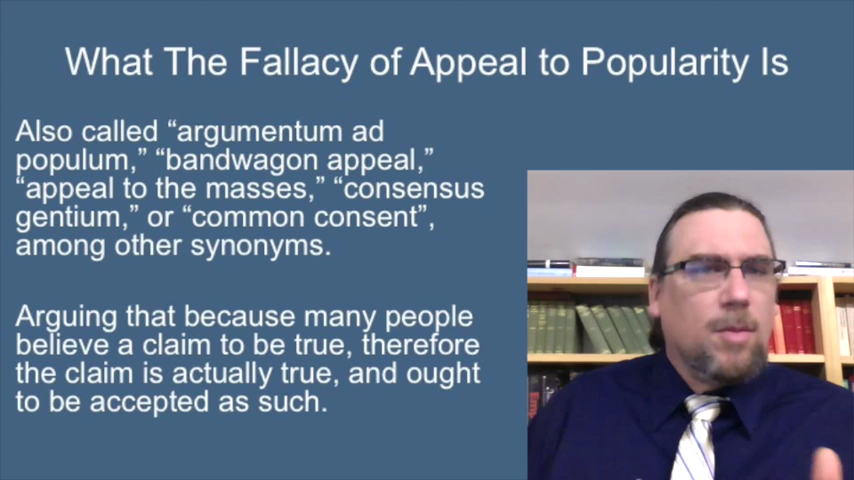 What The Fallacy of Appeal to Popularity Is
Also called “argumentum ad
populum,” “bandwagon appeal,”
“appeal to the masses,” “consensus
gentium,” or “common consent”,
among other synonyms.
Arguing that because many people
believe a claim to be true, therefore
the claim is actually true, and ought
to be accepted as such.